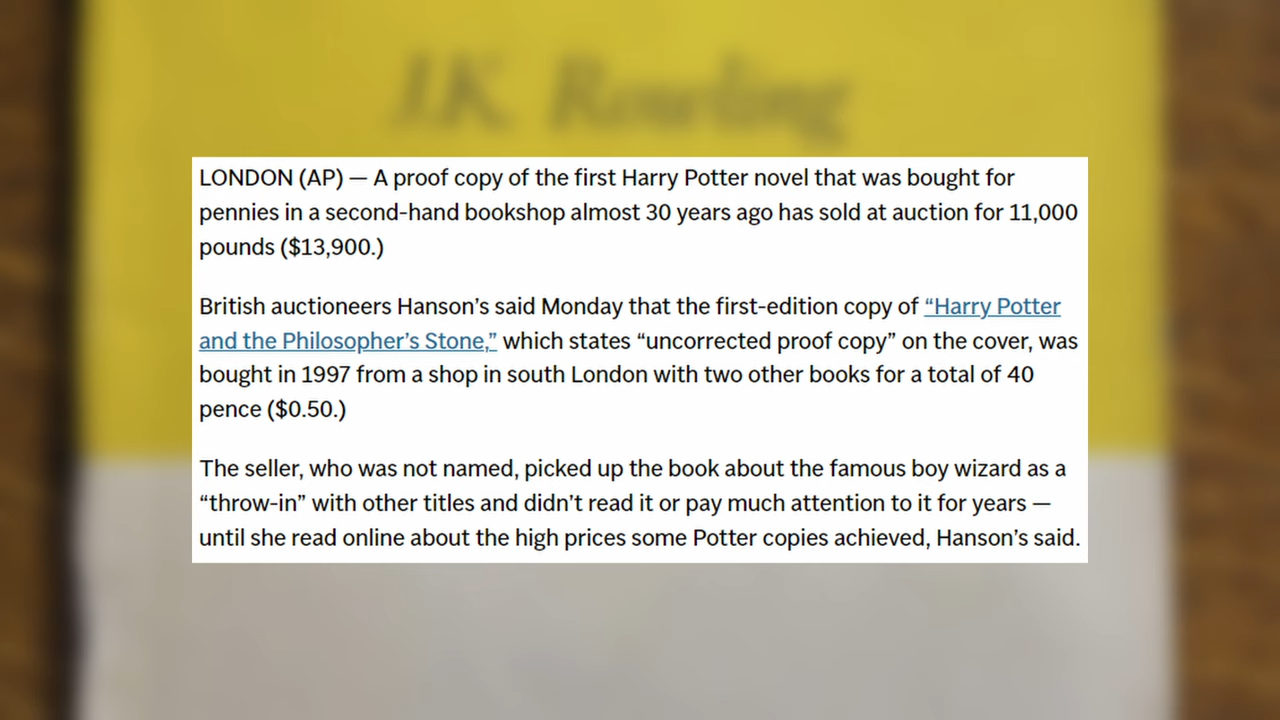 J.K. Rowling
LONDON (AP) — A proof copy of the first Harry Potter novel that was bought for
pennies in a second-hand bookshop almost 30 years ago has sold at auction for 11,000
pounds ($13,900.)
British auctioneers Hanson’s said Monday that the first-edition copy of “Harry Potter
and the Philosopher’s Stone,” which states “uncorrected proof copy” on the cover, was
bought in 1997 from a shop in south London with two other books for a total of 40
pence ($0.50.)
The seller, who was not named, picked up the book about the famous boy wizard as a
“throw-in” with other titles and didn’t read it or pay much attention to it for years —
until she read online about the high prices some Potter copies achieved, Hanson’s said.